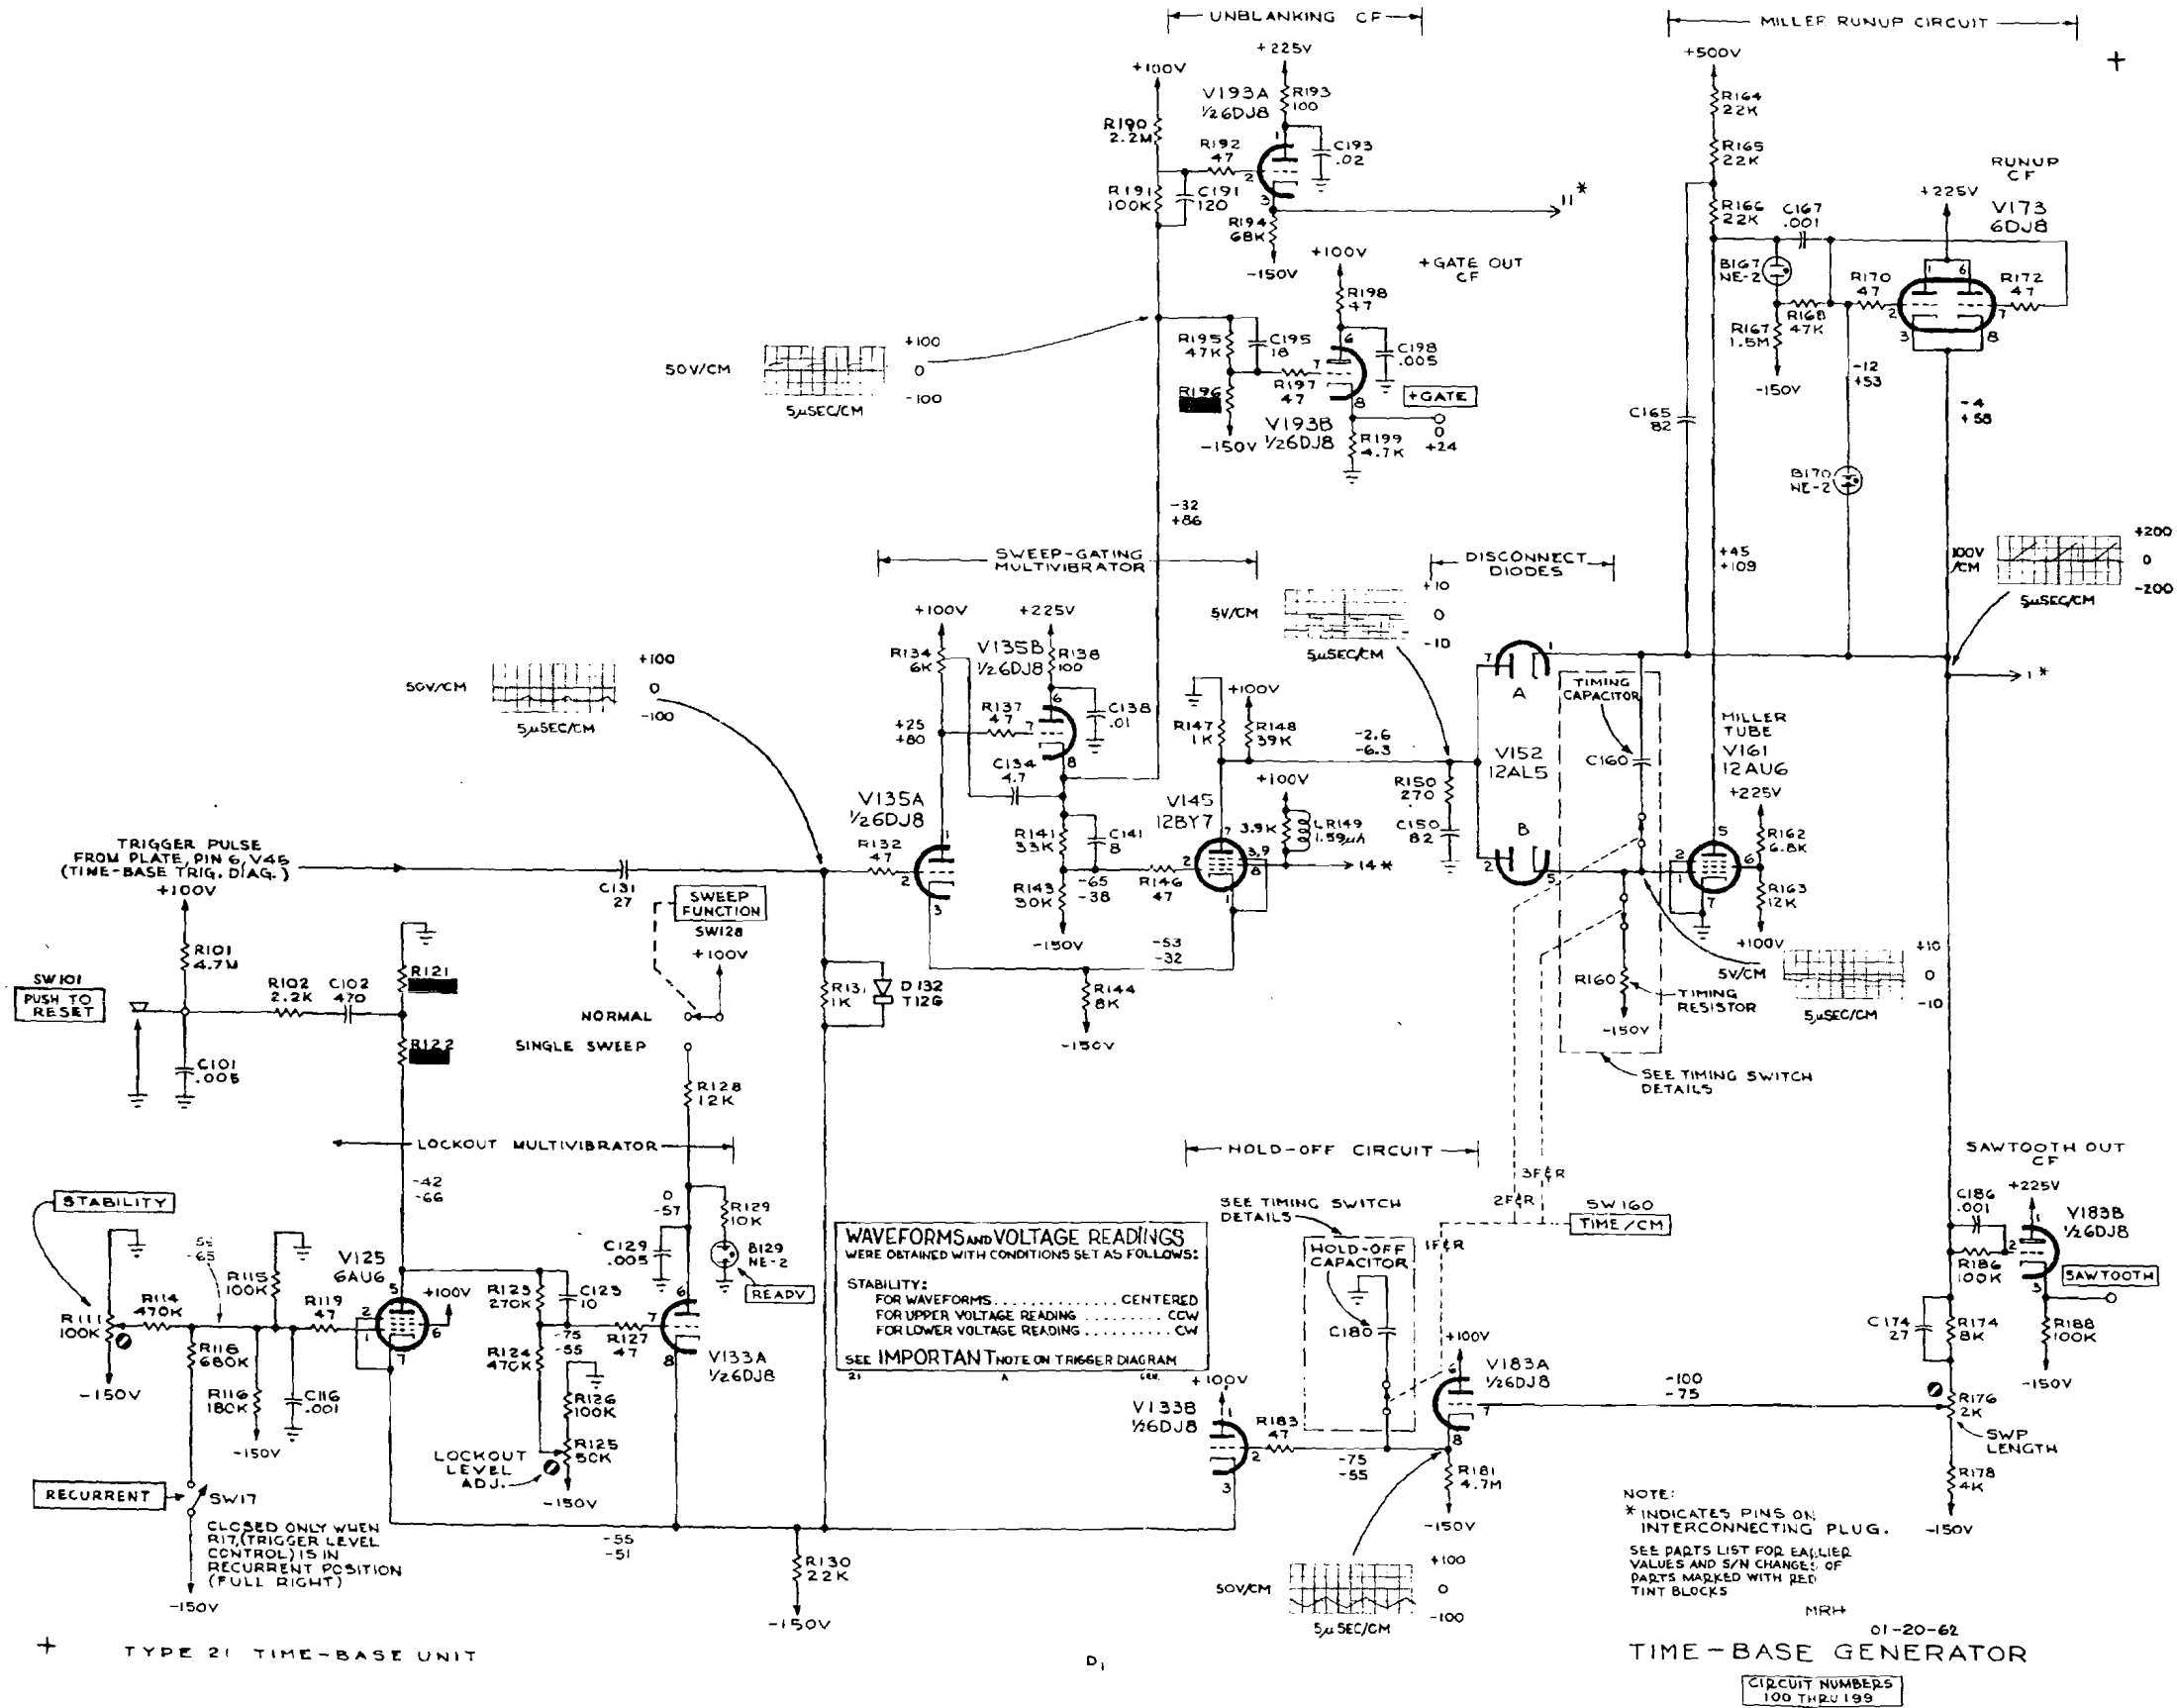 UNBLANKING CF
MILLER RUNUP CIRCUIT
+225V
+500V
+100V
V193A
½6DJ8
R193
100
R164
22K
R190
2.2M
R192
47
C193
.02
R165
22K
RUNUP
CF
R191
100K
C191
120
11*
+225V
R166
22K
C167
.001
V173
6DJ8
R194
68K
-150V
+100V
+GATE OUT
CF
B167
NE-2
R170
47
R172
47
1
6
2
3
7
8
R198
47
R168
47K
R167
1.5M
-150V
50V/CM
+100
0
-100
5µSEC/CM
R195
47K
C195
18
C198
.005
R197
47
R196
+GATE
-150V
V193B
½6DJ8
R199
4.7K
0
+24
-12
+53
-4
+58
C165
82
B170
NE-2
-32
+86
SWEEP-GATING
MULTIVIBRATOR
DISCONNECT
DIODES
+45
+109
100V
/CM
+200
0
-200
5µSEC/CM
5V/CM
+10
0
-10
5µSEC/CM
+100V
+225V
R134
6K
V135B
½6DJ8
R138
100
50V/CM
+100
0
-100
5µSEC/CM
R137
47
C138
.01
+25
+80
C134
4.7
+100V
R147
1K
R148
39K
-2.6
-6.3
A
TIMING
CAPACITOR
1*
V152
12AL5
C160
MILLER
TUBE
V161
12AU6
+225V
R150
270
C150
82
B
R162
6.8K
R163
12K
+100V
V135A
½6DJ8
R141
33K
C141
8
V145
12BY7
+100V
3.9K
LR149
1.59µh
14*
R132
47
R143
30K
-65
-38
R146
47
-150V
-53
-32
R144
8K
-150V
TRIGGER PULSE
FROM PLATE, PIN 6, V45
(TIME-BASE TRIG. DIAG.)
+100V
C131
27
SWEEP
FUNCTION
SW128
+100V
R101
4.7M
SW101
PUSH TO
RESET
R102
2.2K
C102
470
R121
R122
C101
.005
NORMAL
SINGLE SWEEP
R131
1K
D132
T12G
R128
12K
R160
TIMING
RESISTOR
-150V
5V/CM
+10
0
-10
5µSEC/CM
SEE TIMING SWITCH
DETAILS
LOCKOUT MULTIVIBRATOR
HOLD-OFF CIRCUIT
SAWTOOTH OUT
CF
-42
-66
0
-57
R129
10K
C129
.005
B129
NE-2
READY
SEE TIMING SWITCH
DETAILS
3F&R
2F&R
1F&R
SW160
TIME/CM
C186
.001
+225V
V183B
½6DJ8
R186
100K
SAWTOOTH
STABILITY
-65
R115
100K
V125
6AU6
+100V
R111
100K
R114
470K
R119
47
R118
680K
R116
180K
C116
.001
-150V
-150V
R123
270K
C123
10
-75
-55
R127
47
R124
470K
V133A
½6DJ8
R126
100K
R125
50K
LOCKOUT
LEVEL
ADJ.
-150V
WAVEFORMS AND VOLTAGE READINGS
WERE OBTAINED WITH CONDITIONS SET AS FOLLOWS:
STABILITY:
FOR WAVEFORMS.............. CENTERED
FOR UPPER VOLTAGE READING ........ CCW
FOR LOWER VOLTAGE READING .......... CW
SEE IMPORTANT NOTE ON TRIGGER DIAGRAM
HOLD-OFF
CAPACITOR
C180
+100V
+100V
V183A
½6DJ8
V133B
½6DJ8
R183
47
-75
-55
R181
4.7M
-150V
-100
-75
C174
27
R174
8K
R188
100K
-150V
R176
2K
SWP
LENGTH
R178
4K
-150V
RECURRENT
SW17
CLOSED ONLY WHEN
R17,(TRIGGER LEVEL
CONTROL) IS IN
RECURRENT POSITION
(FULL RIGHT)
-150V
-55
-51
R130
22K
-150V
50V/CM
+100
0
-100
5µSEC/CM
NOTE:
* INDICATES PINS ON
INTERCONNECTING PLUG.
SEE PARTS LIST FOR EARLIER
VALUES AND S/N CHANGES OF
PARTS MARKED WITH RED
TINT BLOCKS
MRH
01-20-62
TYPE 21 TIME-BASE UNIT
D1
TIME-BASE GENERATOR
CIRCUIT NUMBERS
100 THRU 199